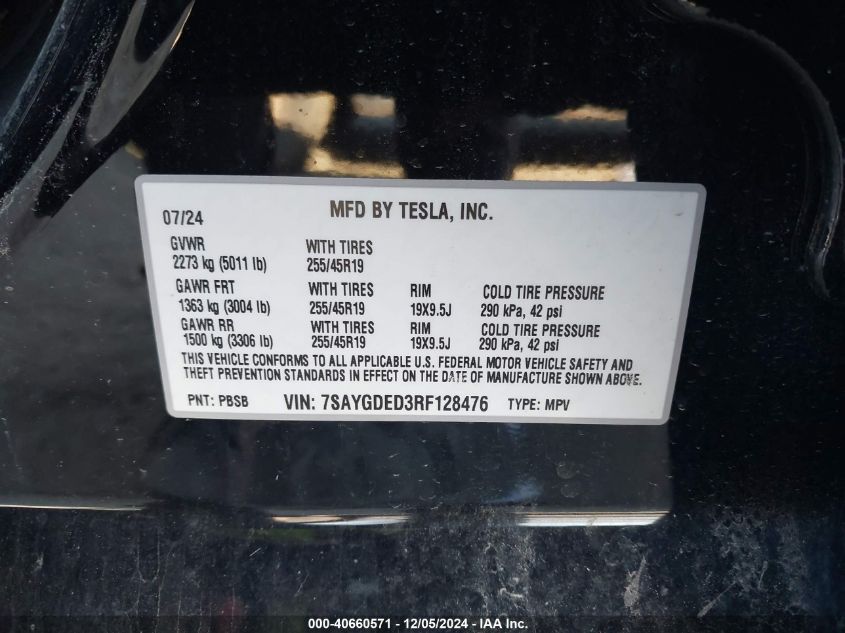 MFD BY TESLA, INC.
07/24
GVWR WITH TIRES
2273 kg (5011 lb) 255/45R19
GAWR FRT WITH TIRES RIM COLD TIRE PRESSURE
1363 kg (3004 lb) 255/45R19 19X9.5J 290 kPa, 42 psi
GAWR RR WITH TIRES RIM COLD TIRE PRESSURE
1500 kg (3306 lb) 255/45R19 19X9.5J 290 kPa, 42 psi
THIS VEHICLE CONFORMS TO ALL APPLICABLE U.S. FEDERAL MOTOR VEHICLE SAFETY AND
THEFT PREVENTION STANDARDS IN EFFECT ON THE DATE OF MANUFACTURE SHOWN ABOVE.
PNT: PBSB VIN: 7SAYGDED3RF128476 TYPE: MPV
000-40660571 - 12/05/2024 - IAA Inc.